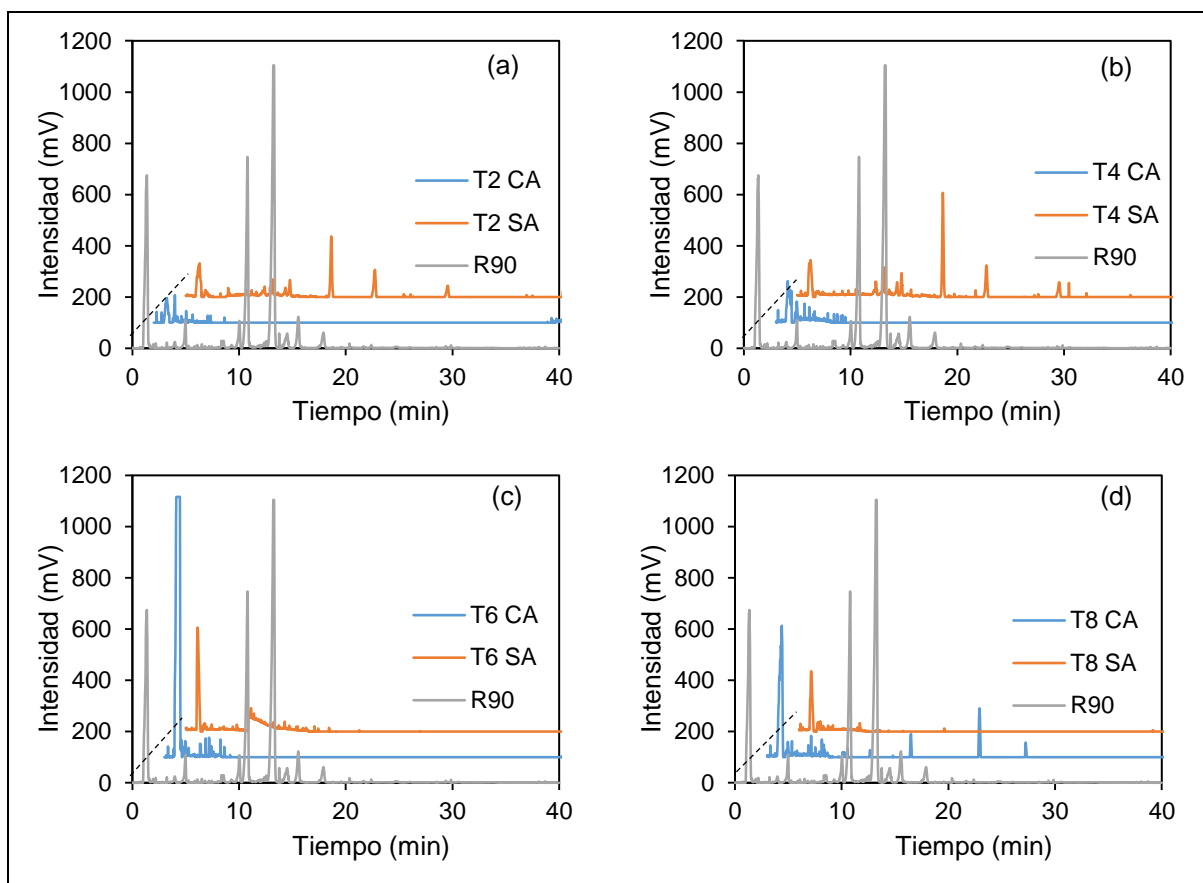 (a)
1200
1000
800
600
400
200
0
Intensidad (mV)
T2 CA
T2 SA
R90
0 10 20 30 40
Tiempo (min)
(b)
1200
1000
800
600
400
200
0
Intensidad (mV)
T4 CA
T4 SA
R90
0 10 20 30 40
Tiempo (min)
(c)
1200
1000
800
600
400
200
0
Intensidad (mV)
T6 CA
T6 SA
R90
0 10 20 30 40
Tiempo (min)
(d)
1200
1000
800
600
400
200
0
Intensidad (mV)
T8 CA
T8 SA
R90
0 10 20 30 40
Tiempo (min)